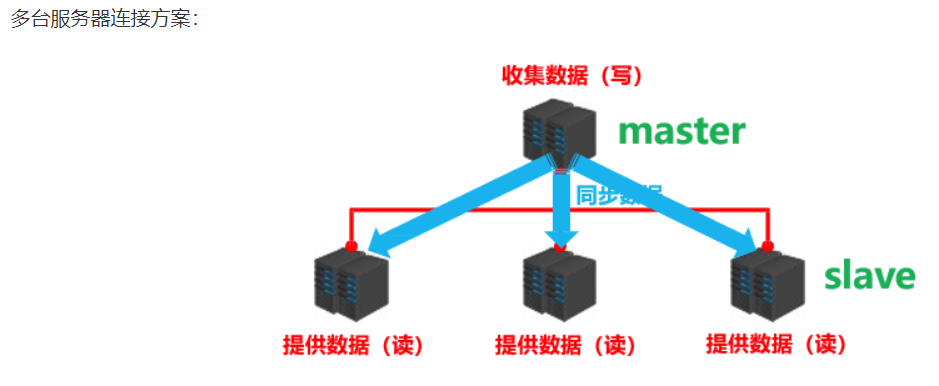 多台服务器连接方案：
收集数据（写）
master
同步数据
slave
提供数据（读）
提供数据（读）
提供数据（读）